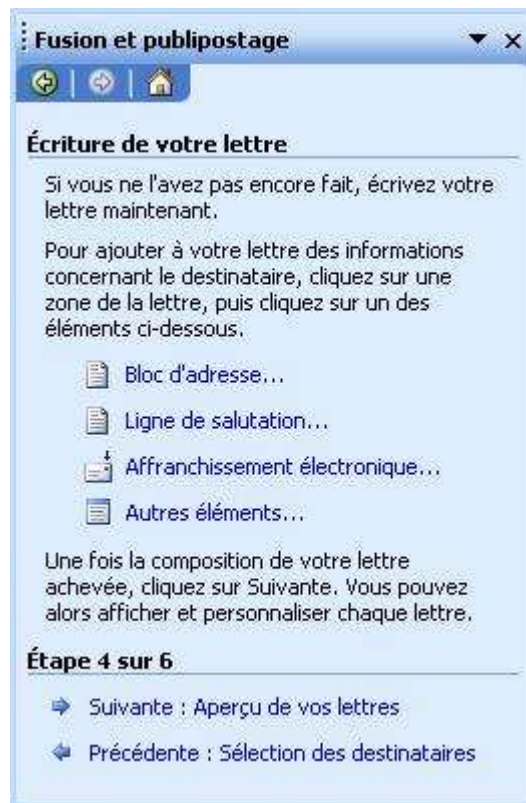 Fusion et publipostage
Écriture de votre lettre
Si vous ne l'avez pas encore fait, écrivez votre
lettre maintenant.
Pour ajouter à votre lettre des informations
concernant le destinataire, cliquez sur une
zone de la lettre, puis cliquez sur un des
éléments ci-dessous.
Bloc d'adresse...
Ligne de salutation...
Affranchissement électronique...
Autres éléments...
Une fois la composition de votre lettre
achevée, cliquez sur Suivante. Vous pouvez
alors afficher et personnaliser chaque lettre.
Étape 4 sur 6
Suivante : Aperçu de vos lettres
Précédente : Sélection des destinataires